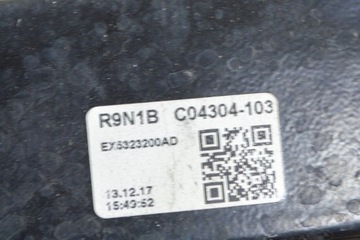 R9N1B C04304-103
EX5323200AD
13.12.17
15:49:52